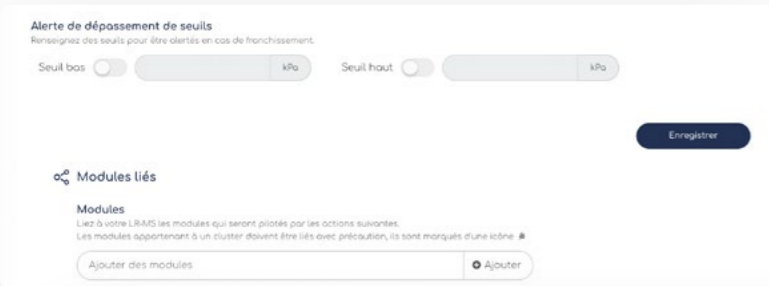 Alerte de dépassement de seuils
Renseignez des seuils pour être alertés en cas de franchissement.
Seuil bas kPa Seuil haut kPa
Enregistrer
Modules liés
Modules
Liez à votre LR-MS les modules qui seront pilotés par les actions suivantes.
Les modules appartenant à un cluster doivent être liés avec précaution, ils sont marqués d'une icône
Ajouter des modules Ajouter